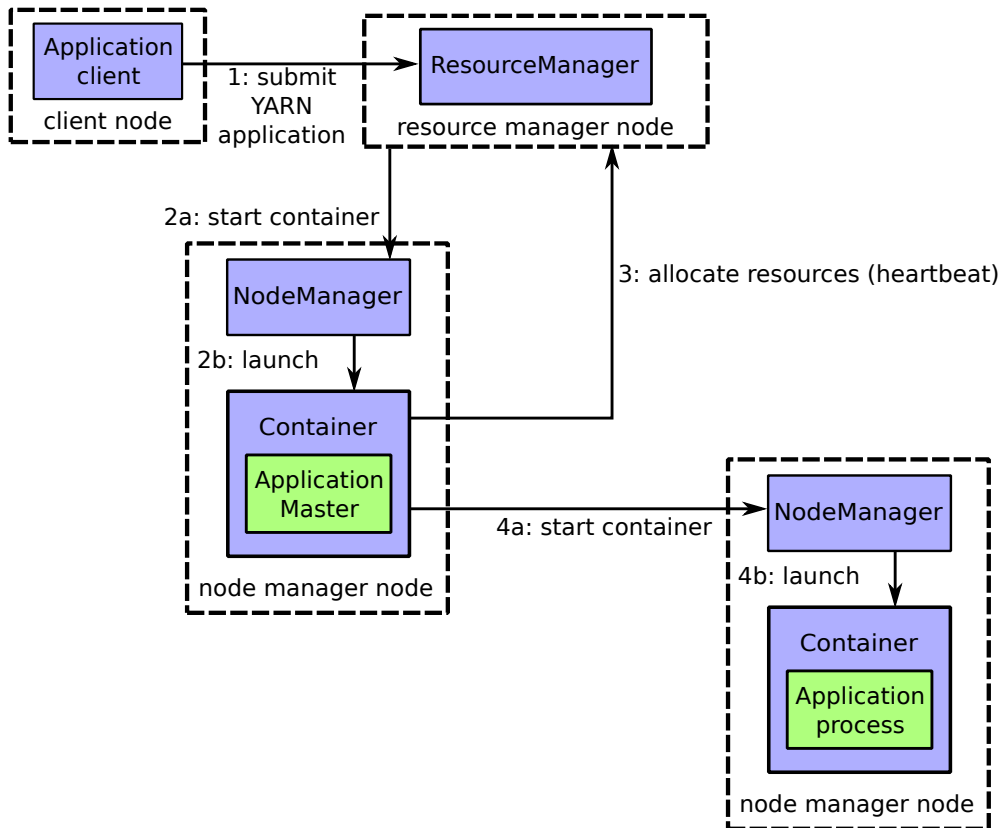 Application
client
client node
1: submit
YARN
application
ResourceManager
resource manager node
2a: start container
NodeManager
2b: launch
Container
Application
Master
node manager node
3: allocate resources (heartbeat)
4a: start container
NodeManager
4b: launch
Container
Application
process
node manager node